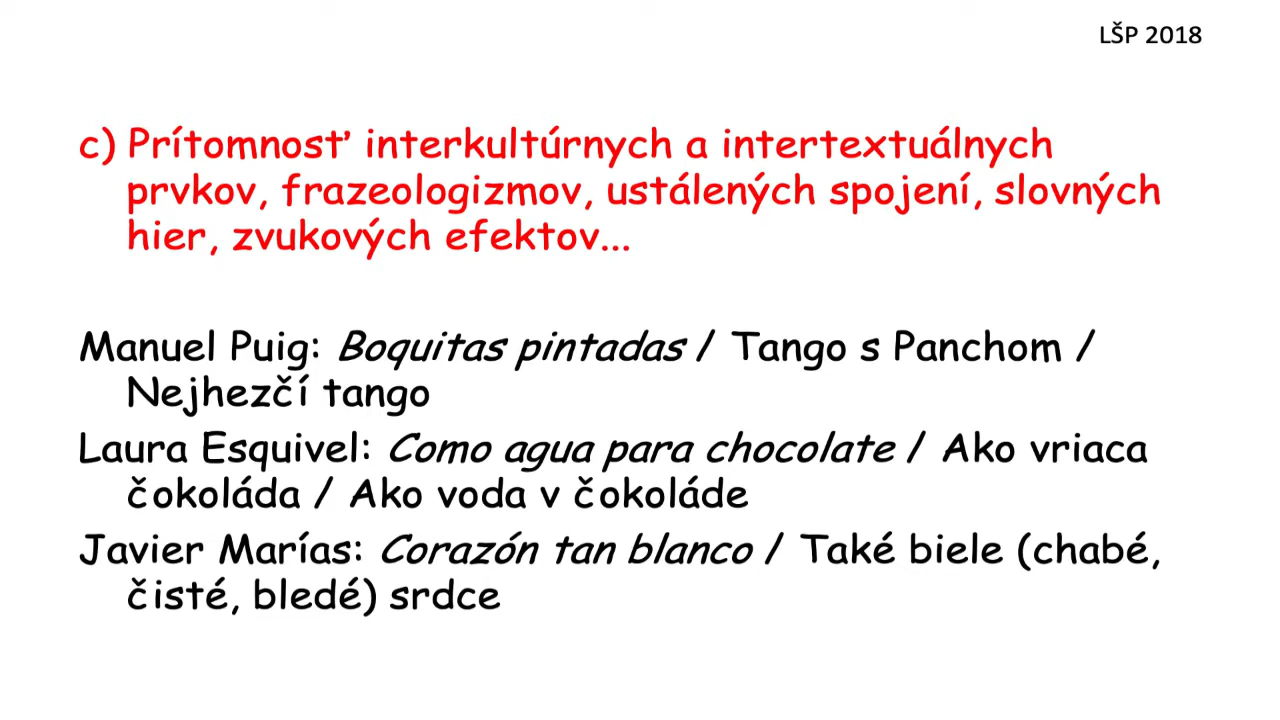 LŠP 2018
c) Prítomnosť interkultúrnych a intertextuálnych
prvkov, frazeologizmov, ustálených spojení, slovných
hier, zvukových efektov...
Manuel Puig: Boquitas pintadas / Tango s Panchom /
Nejhezčí tango
Laura Esquivel: Como agua para chocolate / Ako vriaca
čokoláda / Ako voda v čokoláde
Javier Marías: Corazón tan blanco / Také biele (chabé,
čisté, bledé) srdce